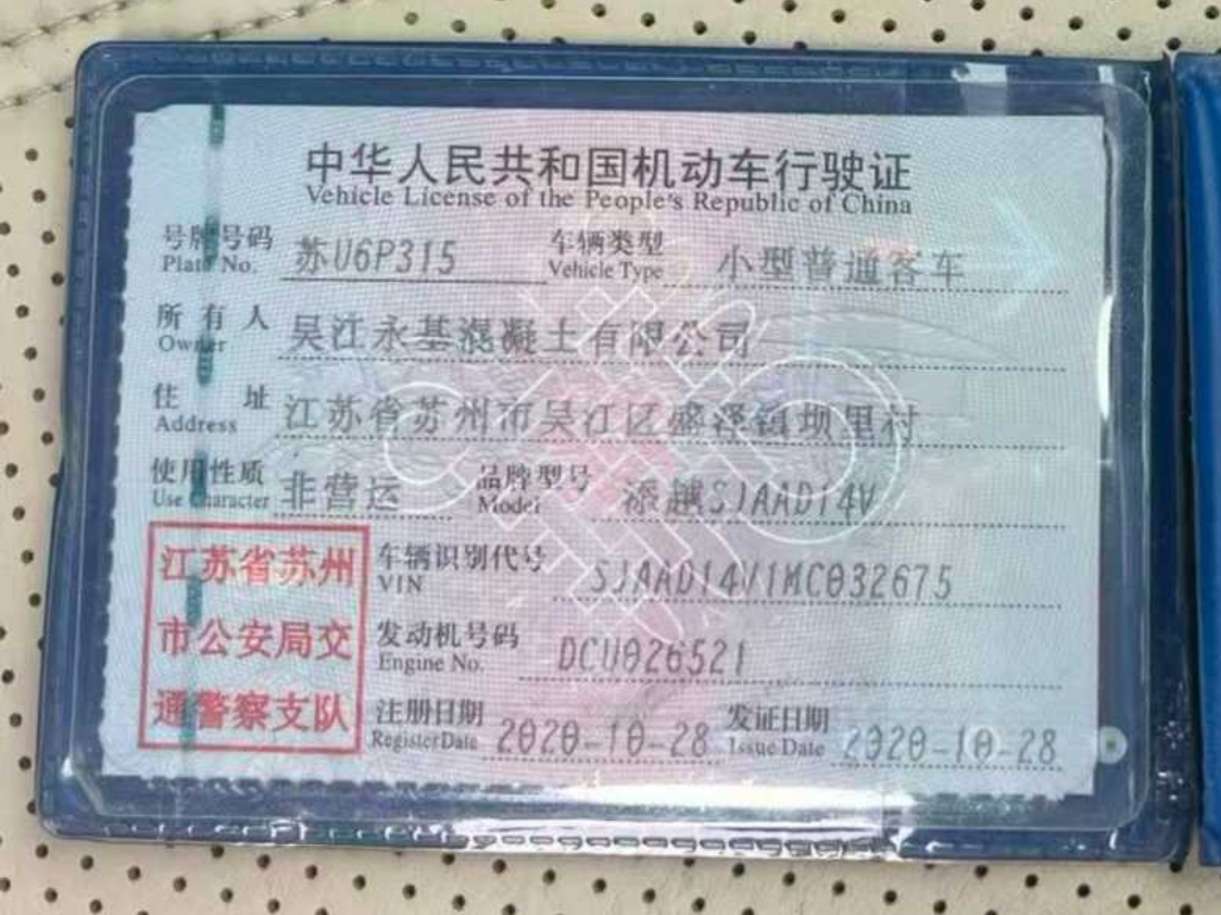 中华人民共和国机动车行驶证
Vehicle License of the People's Republic of China
号牌号码 苏U6P315 车辆类型 小型普通客车
Plate No. Vehicle Type
所有人 吴江永基混凝土有限公司
Owner
住址 江苏省苏州市吴江区盛泽镇坝里村
Address
使用性质 非营运 品牌型号 添越SJAAD14V
Use Character Model
江苏省苏州
市公安局交
通警察支队
车辆识别代号 SJAAD14V1MC032675
VIN
发动机号码 DCU026521
Engine No.
注册日期 2020-10-28 发证日期 2020-10-28
Register Date Issue Date